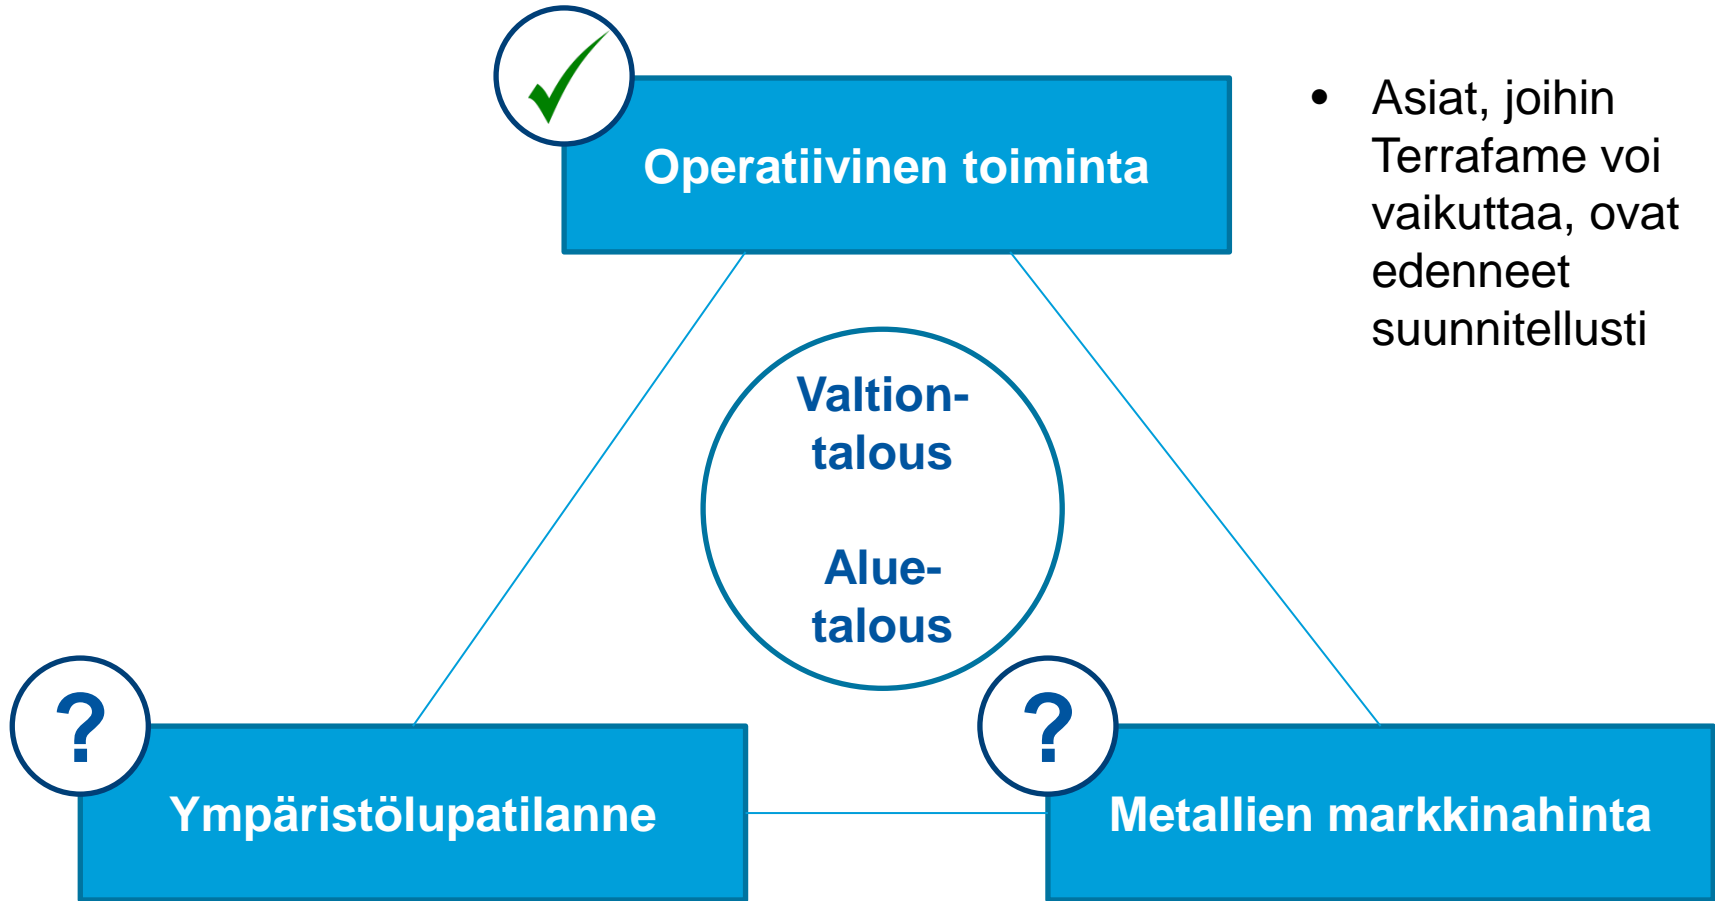 Operatiivinen toiminta
• Asiat, joihin
Terrafame voi
vaikuttaa, ovat
edenneet
suunnitellusti
Valtion-
talous
Alue-
talous
?
Ympäristölupatilanne
?
Metallien markkinahinta